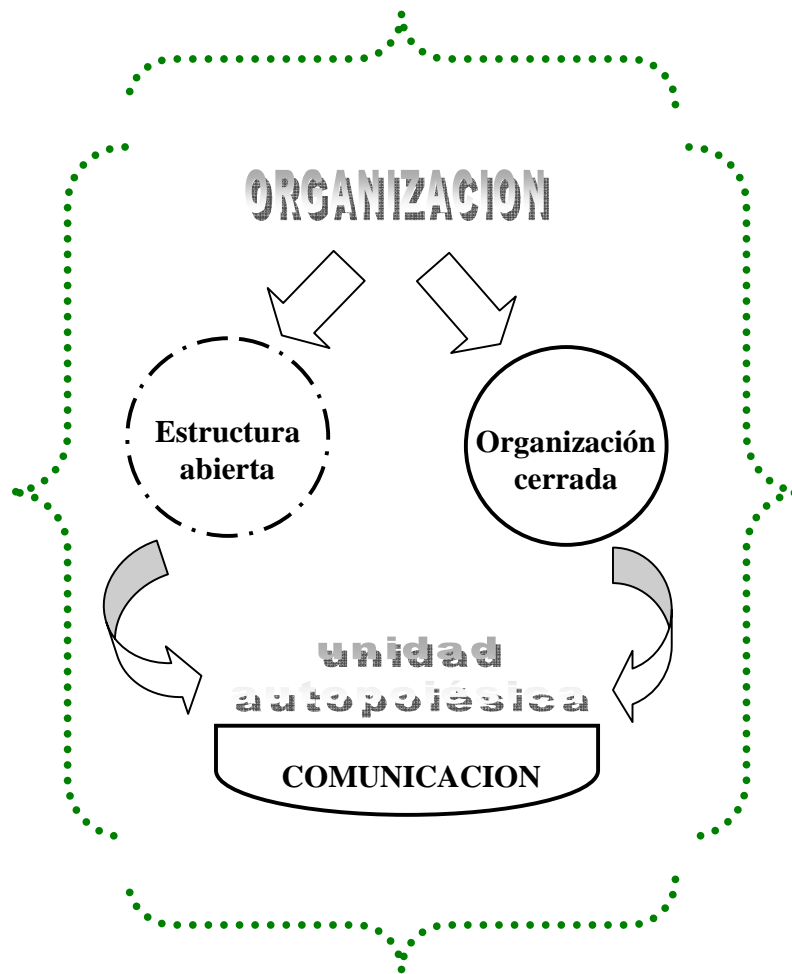 ORGANIZACION
Estructura
abierta
Organización
cerrada
unidad
autopoiésica
COMUNICACION